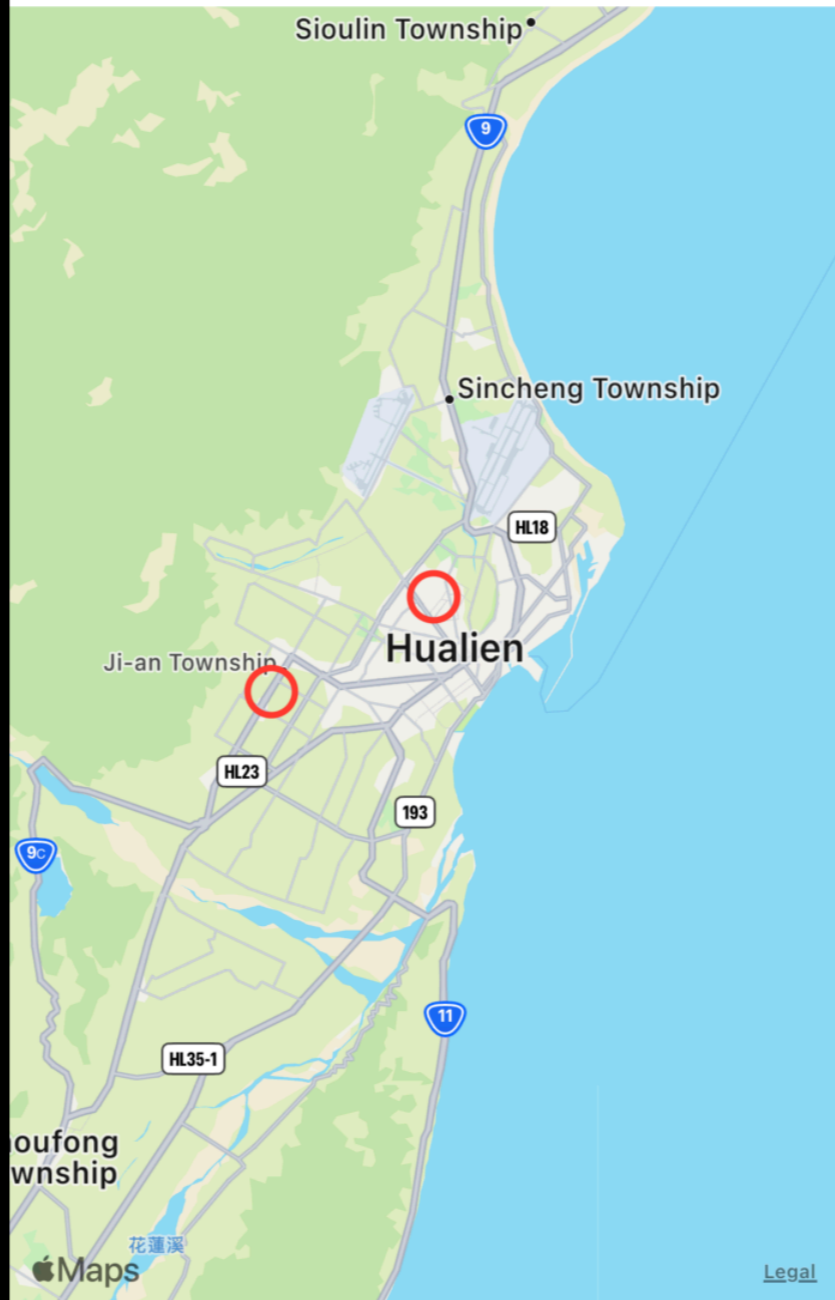 Sioulin Township
9
Sincheng Township
HL18
Hualien
Ji-an Township
HL23
193
9C
11
HL35-1
oufong
wnship
花蓮溪
Maps
Legal